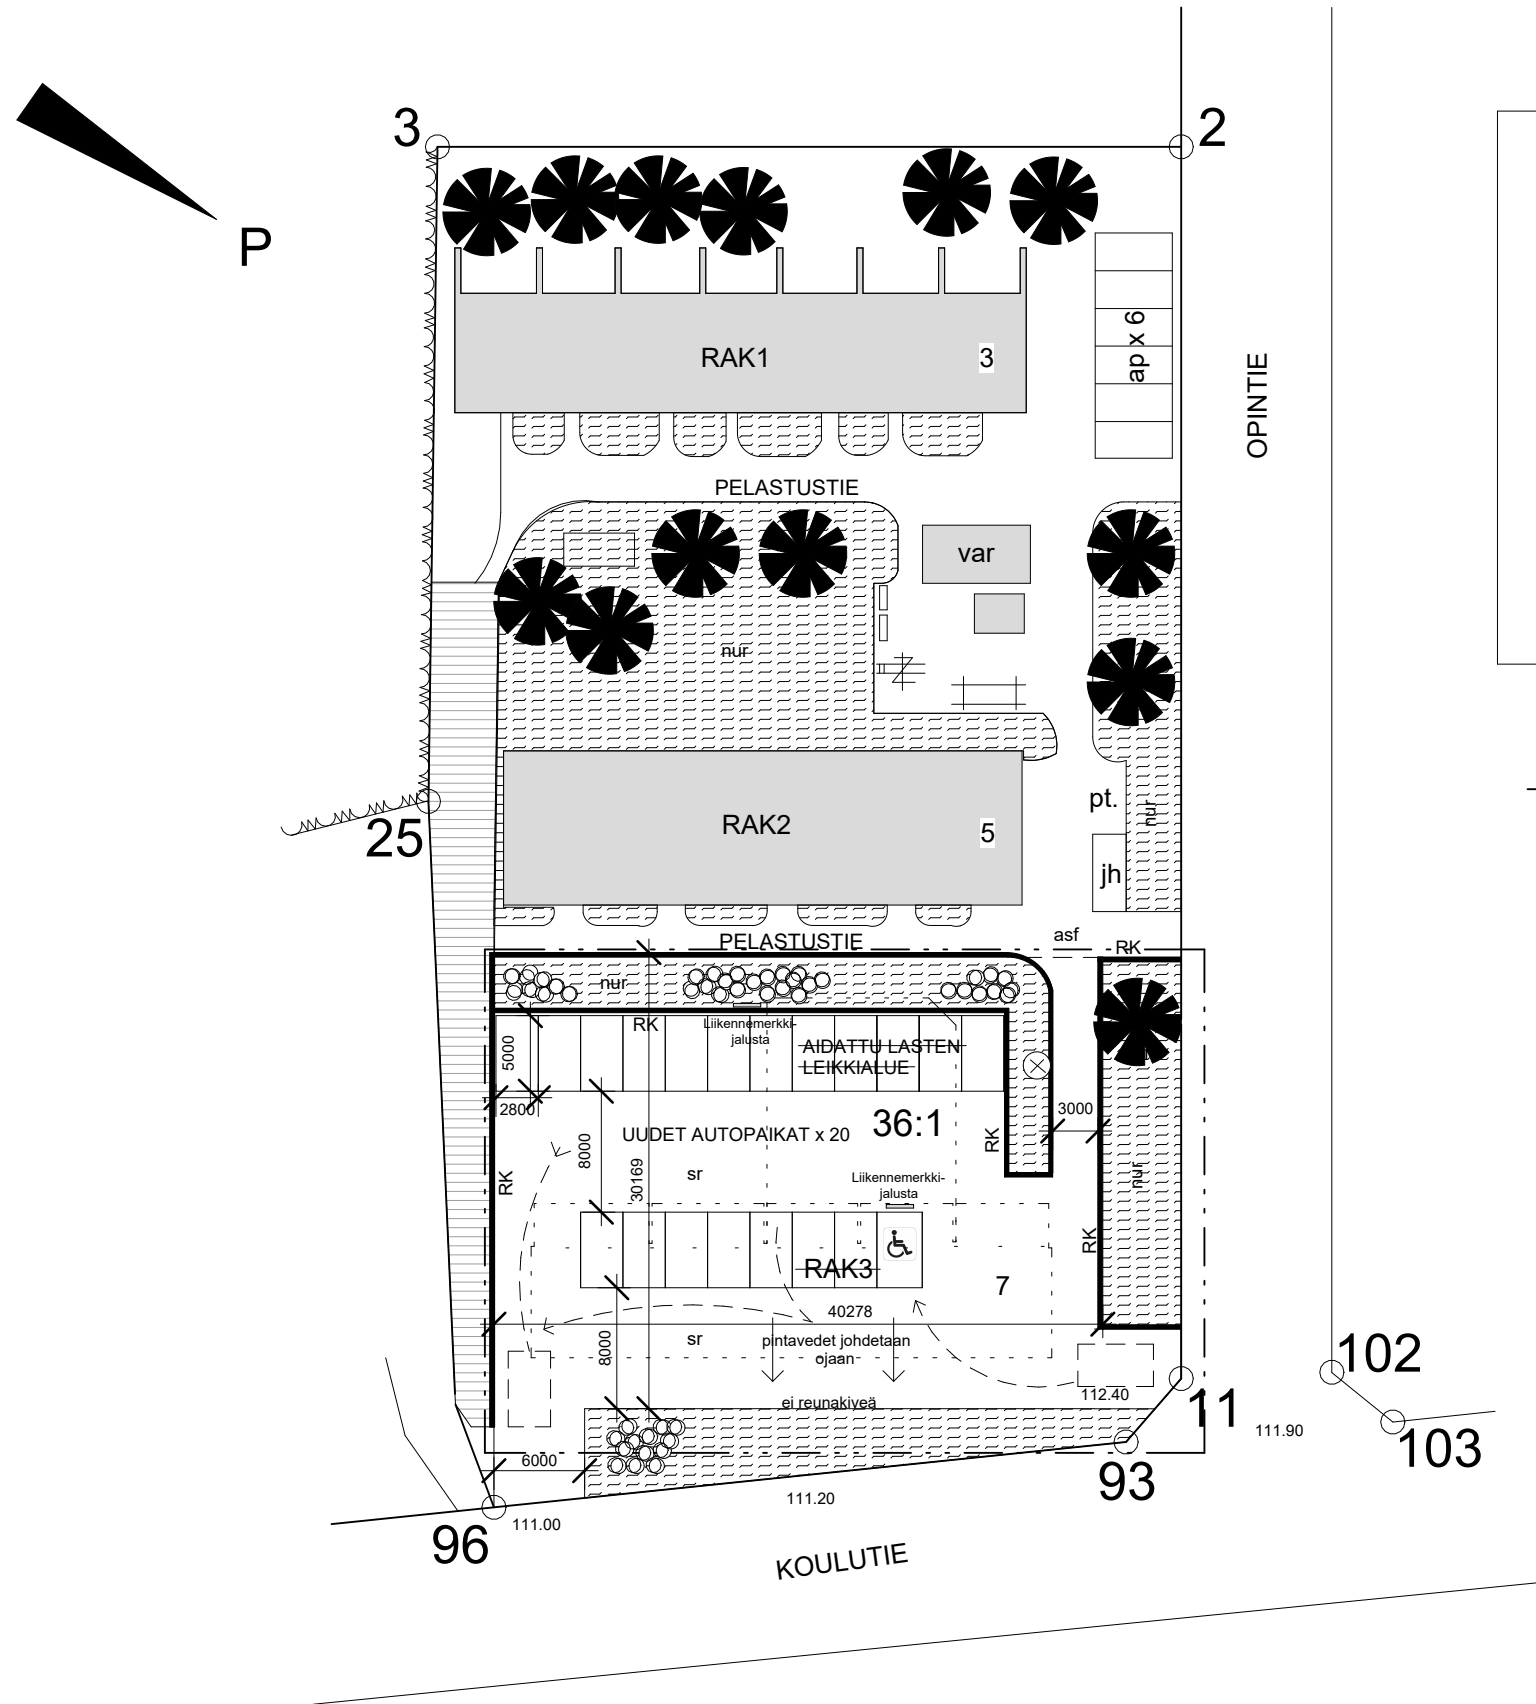 3
2
P
RAK1
3
ap x 6
OPINTIE
PELASTUSTIE
var
nur
25
RAK2
5
pt.
nur
jh
PELASTUSTIE
asf
RK
nur
RK
Liikennemerkki-
jalusta
5000
AIDATTU LASTEN
LEIKKIALUE
2800
3000
UUDET AUTOPAIKAT x 20
36:1
8000
RK
30169
sr
RK
nur
Liikennemerkki-
jalusta
RK
RAK3
7
40278
sr
8000
pintavedet johdetaan
ojaan
ei reunakiveä
112.40
102
11
111.90
103
6000
93
111.20
96
111.00
KOULUTIE